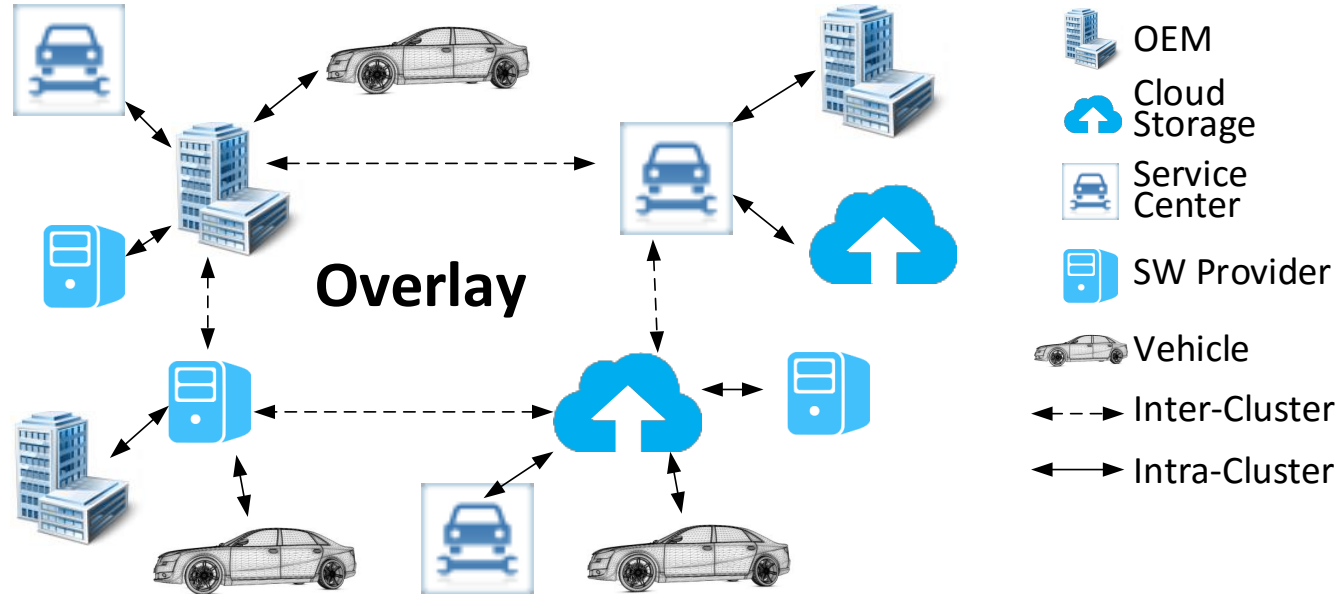 Overlay
OEM
Cloud
Storage
Service
Center
SW Provider
Vehicle
Inter-Cluster
Intra-Cluster